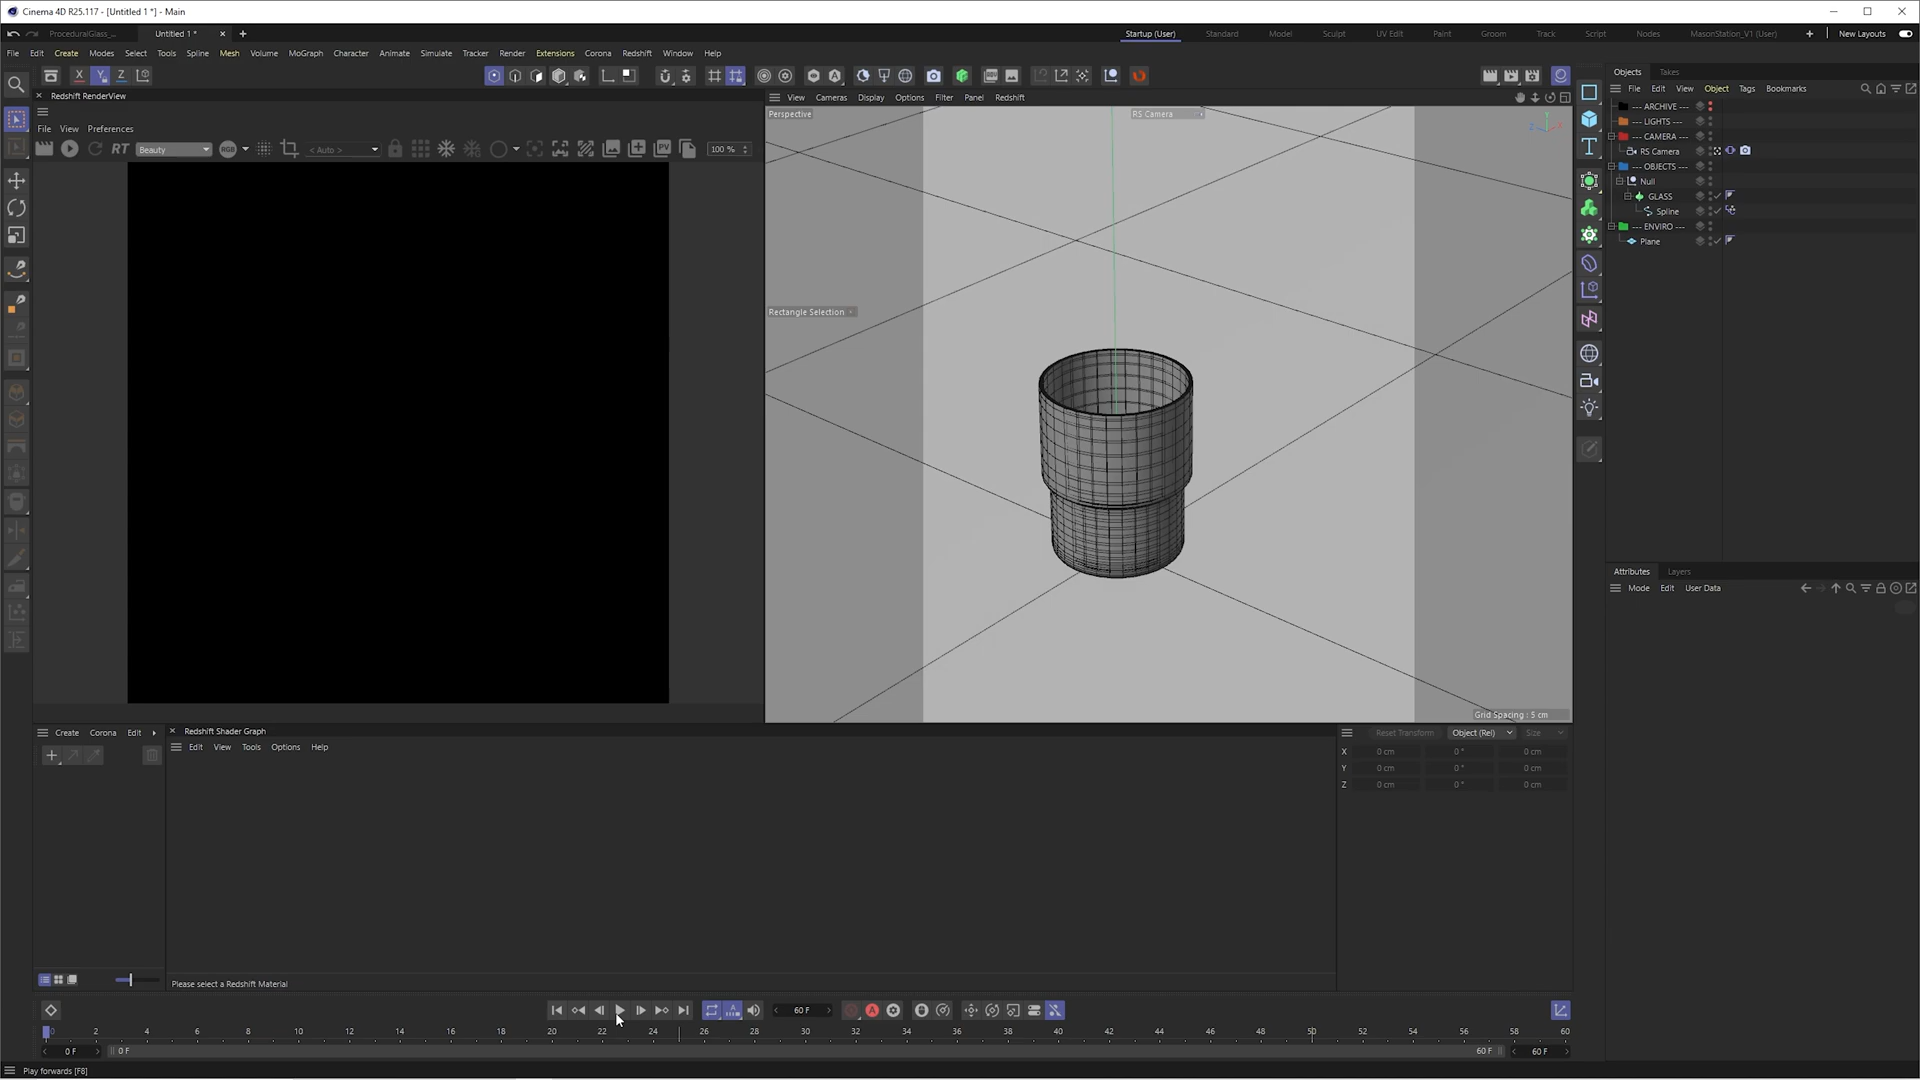 Cinema 4D R25.117 - [Untitled 1 *] - Main
ProceduralGlass_... Untitled 1 * Startup (User) Standard Model Sculpt UV Edit Paint Groom Track Script Nodes MasonStation_V1 (User) New Layouts
File Edit Create Modes Select Tools Spline Mesh Volume MoGraph Character Animate Simulate Tracker Render Extensions Corona Redshift Window Help
X Y Z
Objects Takes
File Edit View Object Tags Bookmarks
Redshift RenderView
View Cameras Display Options Filter Panel Redshift
Perspective RS Camera
File View Preferences
RT Beauty RGB < Auto > PV 100 %
--- ARCHIVE ---
--- LIGHTS ---
--- CAMERA ---
RS Camera
--- OBJECTS ---
Null
GLASS
Spline
--- ENVIRO ---
Plane
Rectangle Selection
Attributes Layers
Mode Edit User Data
Grid Spacing : 5 cm
Create Corona Edit
Redshift Shader Graph
Edit View Tools Options Help
Reset Transform Object (Rel) Size
X 0 cm 0 ° 0 cm
Y 0 cm 0 ° 0 cm
Z 0 cm 0 ° 0 cm
Please select a Redshift Material
60 F
0 2 4 6 8 10 12 14 16 18 20 22 24 26 28 30 32 34 36 38 40 42 44 46 48 50 52 54 56 58 60
0 F 0 F 60 F 60 F
Play forwards [F8]